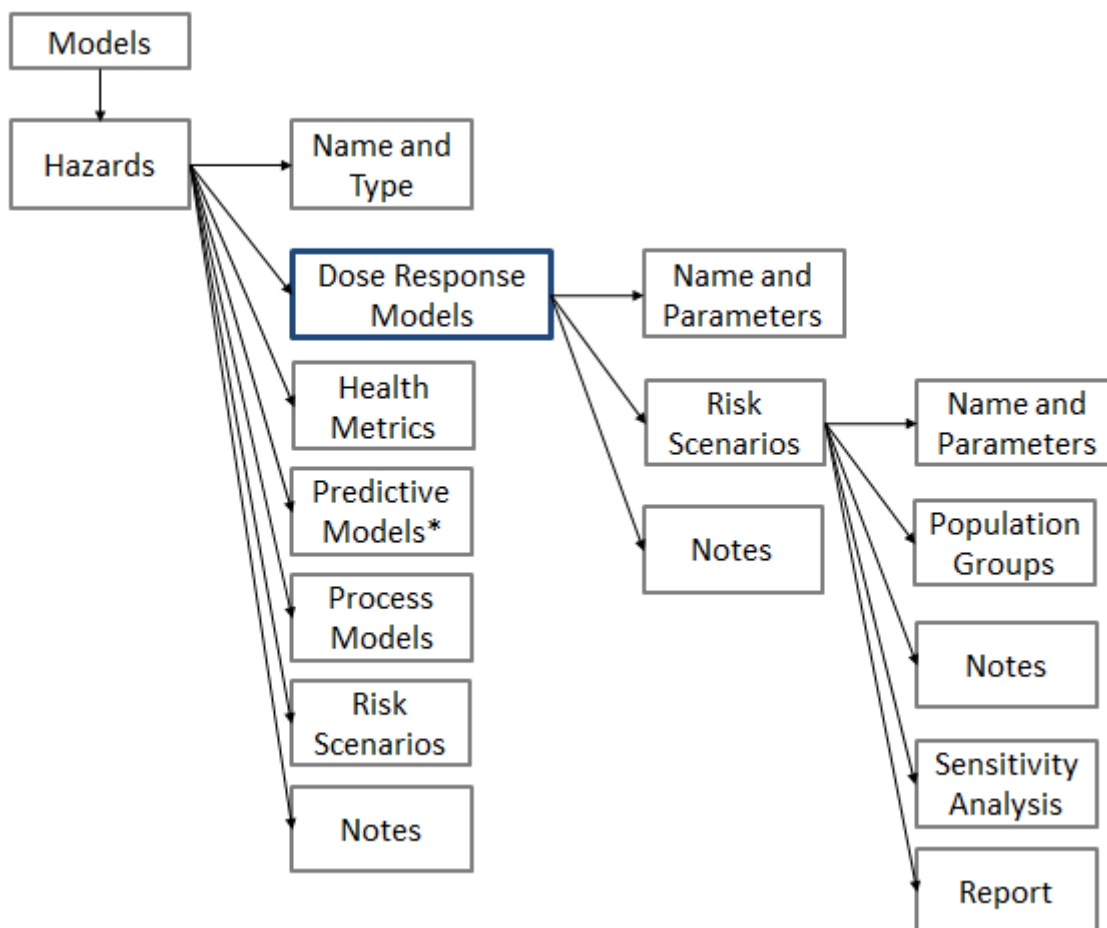 Models
Hazards
Name and
Type
Dose Response
Models
Health
Metrics
Predictive
Models*
Process
Models
Risk
Scenarios
Notes
Name and
Parameters
Risk
Scenarios
Notes
Name and
Parameters
Population
Groups
Notes
Sensitivity
Analysis
Report